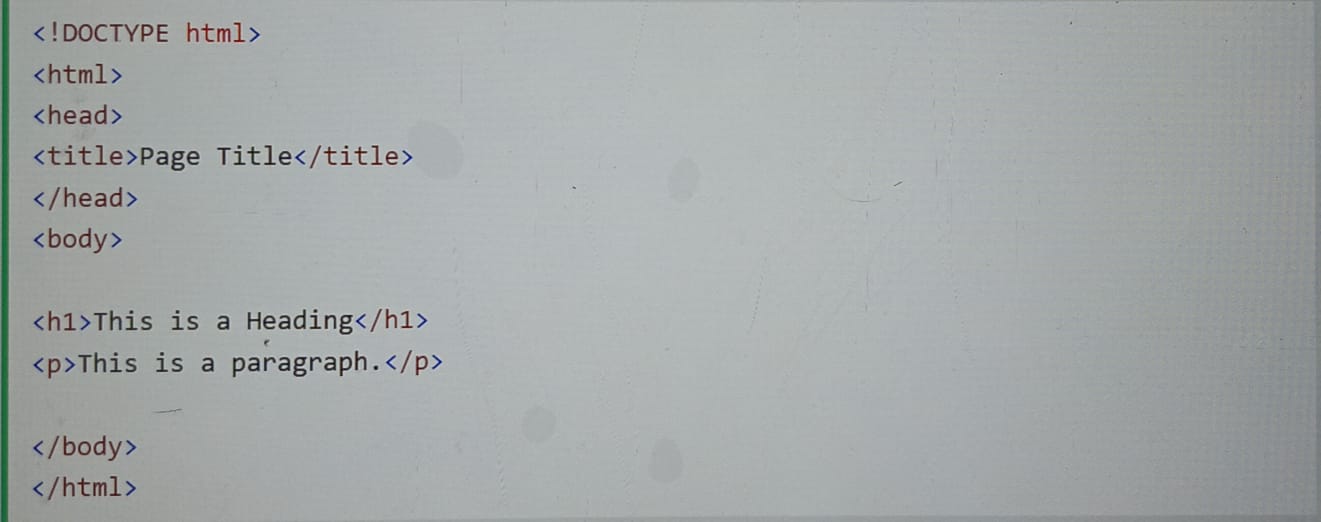 <!DOCTYPE html>
<html>
<head>
<title>Page Title</title>
</head>
<body>
<h1>This is a Heading</h1>
<p>This is a paragraph.</p>
</body>
</html>